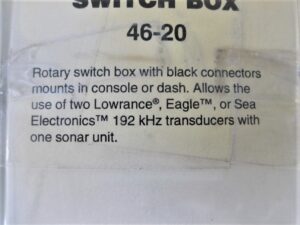 SWITCH BOX
46-20
Rotary switch box with black connectors
mounts in console or dash. Allows the
use of two Lowrance®, Eagle™, or Sea
Electronics™ 192 kHz transducers with
one sonar unit.